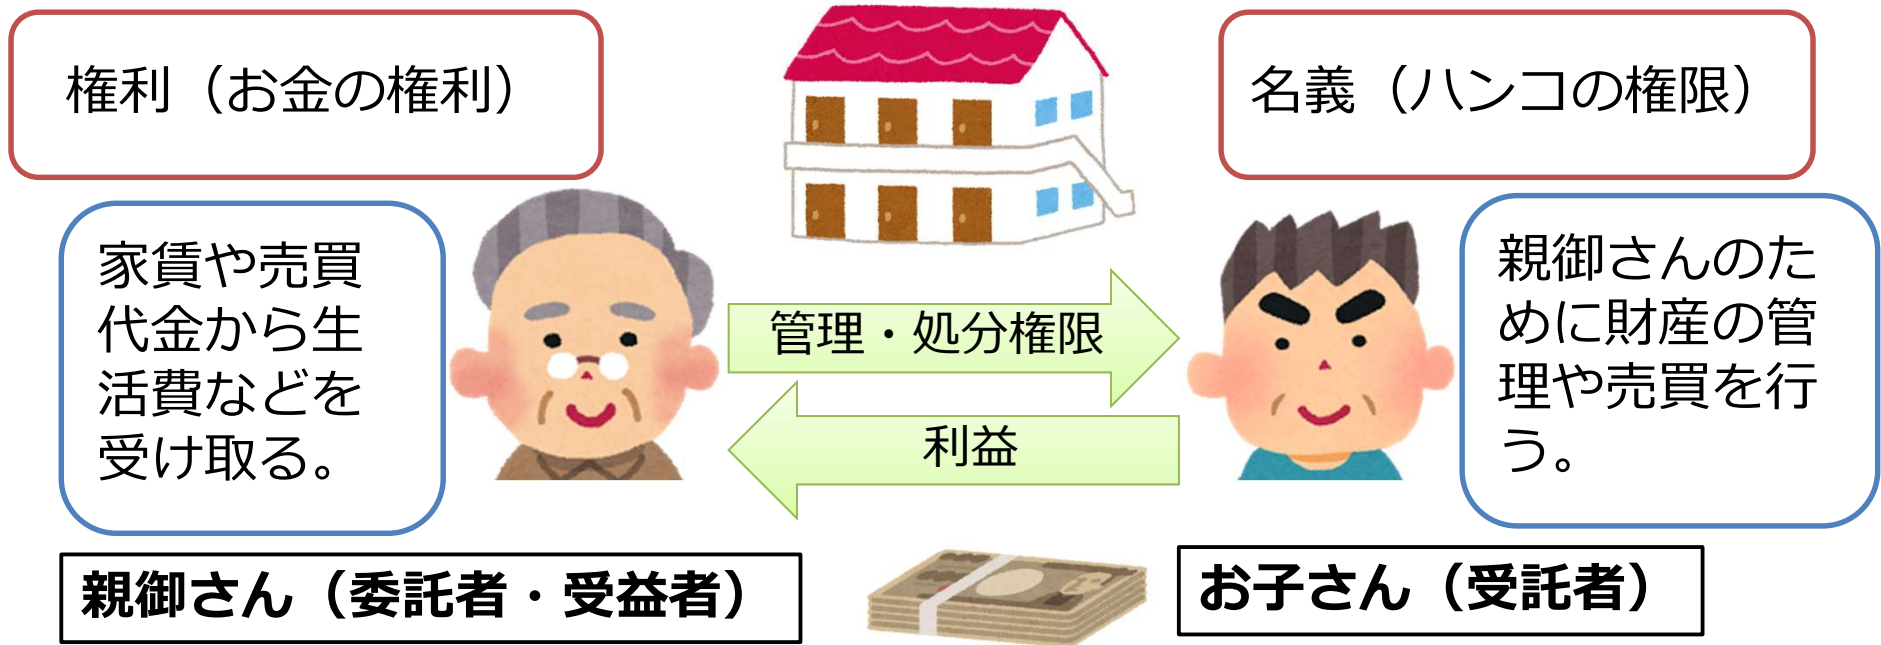 権利（お金の権利）
名義（ハンコの権限）
家賃や売買
代金から生
活費などを
受け取る。
管理・処分権限
利益
親御さんのた
めに財産の管
理や売買を行
う。
親御さん（委託者・受益者）
お子さん（受託者）